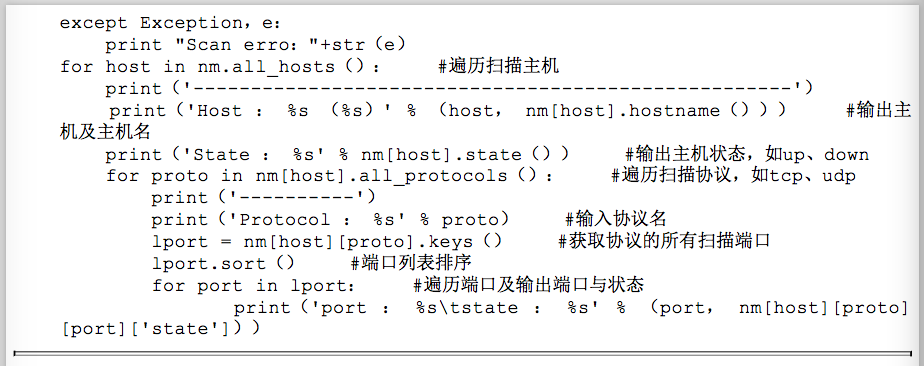 except Exception，e：
print "Scan erro："+str（e）
for host in nm.all_hosts（）： #遍历扫描主机
print（'----------------------------------------------------'）
print（'Host ： %s （%s）' % （host， nm[host].hostname（））） #输出主
机及主机名
print（'State ： %s' % nm[host].state（）） #输出主机状态，如up、down
for proto in nm[host].all_protocols（）： #遍历扫描协议，如tcp、udp
print（'----------'）
print（'Protocol ： %s' % proto） #输入协议名
lport = nm[host][proto].keys（） #获取协议的所有扫描端口
lport.sort（） #端口列表排序
for port in lport： #遍历端口及输出端口与状态
print（'port ： %s\tstate ： %s' % （port， nm[host][proto]
[port]['state']））